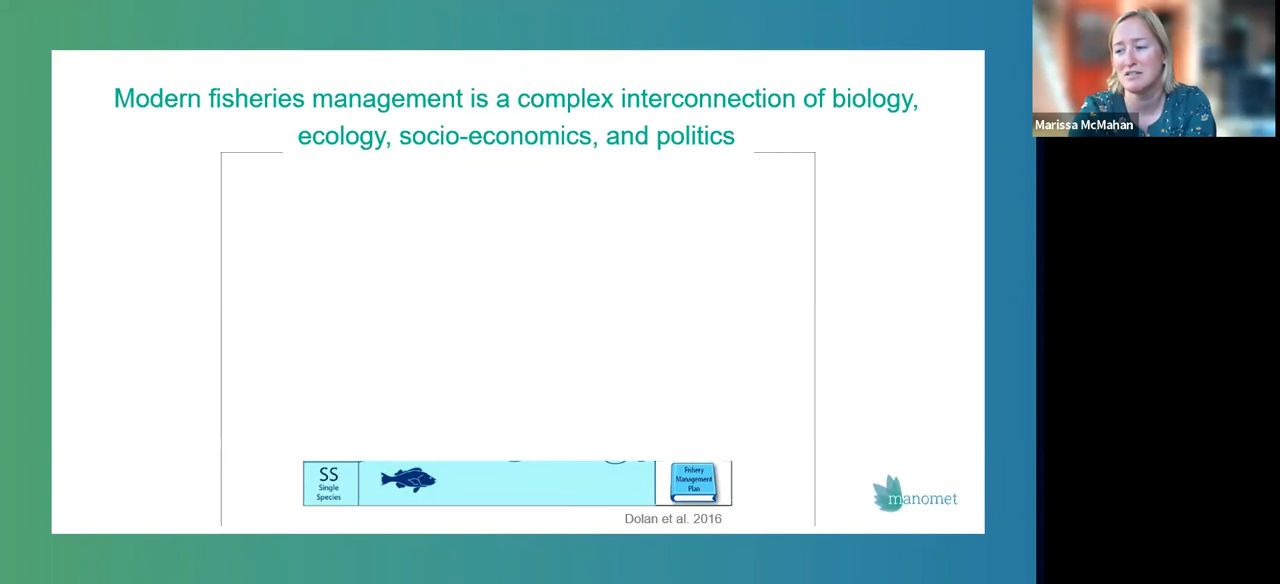 Modern fisheries management is a complex interconnection of biology,
ecology, socio-economics, and politics
Marissa McMahan
SS
Single
Species
Fishery
Management
Plan
Dolan et al. 2016
manomet